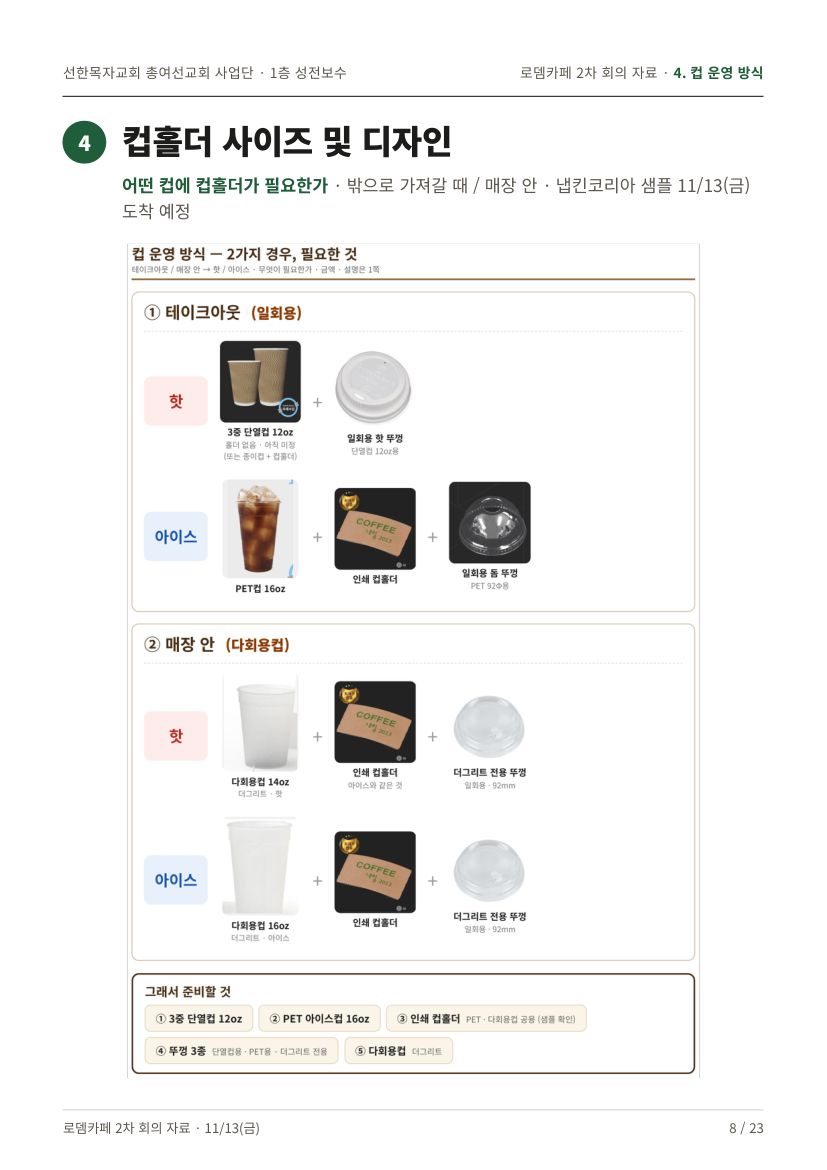 선한목자교회 총여선교회 사업단 · 1층 성전보수
로뎀카페 2차 회의 자료 · 4. 컵 운영 방식
4
컵홀더 사이즈 및 디자인
어떤 컵에 컵홀더가 필요한가 · 밖으로 가져갈 때 / 매장 안 · 냅킨코리아 샘플 11/13(금)
도착 예정
컵 운영 방식 — 2가지 경우, 필요한 것
테이크아웃 / 매장 안 → 핫 / 아이스 · 무엇이 필요한가 · 금액 · 설명은 1쪽
① 테이크아웃 (일회용)
핫
+
3중 단열컵 12oz
홀더 없음 · 아직 미정
(또는 종이컵 + 컵홀더)
일회용 핫 뚜껑
단열컵 12oz용
아이스
+
COFFEE
+
PET컵 16oz
인쇄 컵홀더
일회용 돔 뚜껑
PET 92Φ용
② 매장 안 (다회용컵)
핫
+
COFFEE
+
다회용컵 14oz
더그리트 · 핫
인쇄 컵홀더
아이스와 같은 것
더그리트 전용 뚜껑
일회용 · 92mm
아이스
+
COFFEE
+
다회용컵 16oz
더그리트 · 아이스
인쇄 컵홀더
더그리트 전용 뚜껑
일회용 · 92mm
그래서 준비할 것
① 3중 단열컵 12oz
② PET 아이스컵 16oz
③ 인쇄 컵홀더 PET · 다회용컵 공용 (샘플 확인)
④ 뚜껑 3종 단열컵용 · PET용 · 더그리트 전용
⑤ 다회용컵 더그리트
로뎀카페 2차 회의 자료 · 11/13(금)
8 / 23